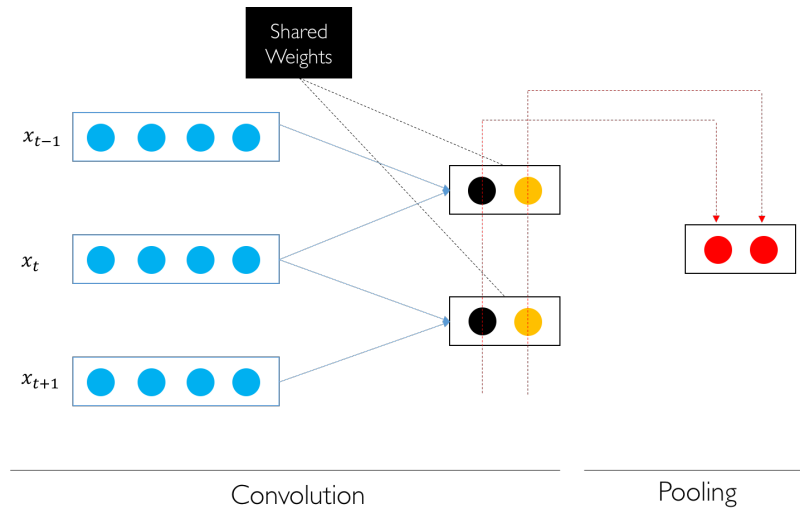 Shared
Weights
x_{t−1}
x_t
x_{t+1}
Convolution
Pooling